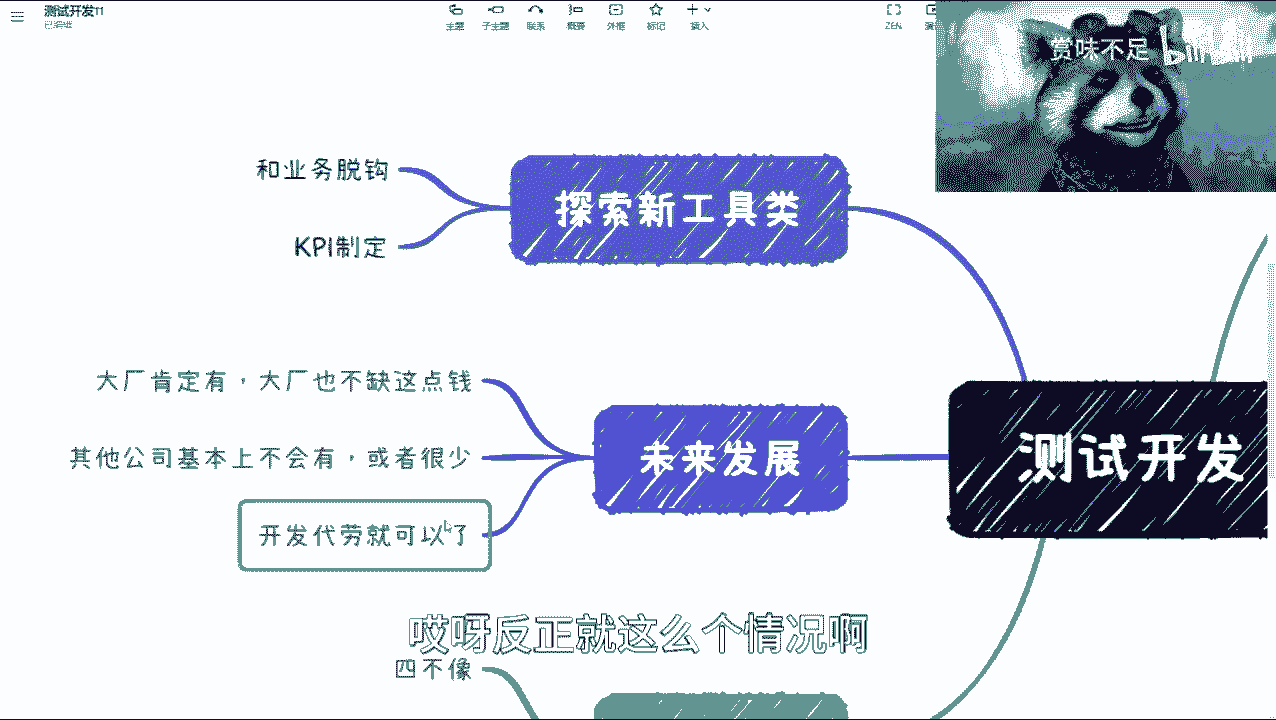 测试开发11
已编辑
主题
子主题
联系
概要
外框
标记
插入
ZEN
赏味不足
bilibili
和业务脱钩
KPI制定
探索新工具类
大厂肯定有，大厂也不缺这点钱
其他公司基本上不会有，或者很少
开发代劳就可以了
未来发展
测试开发
哎呀反正就这么个情况啊
四不像